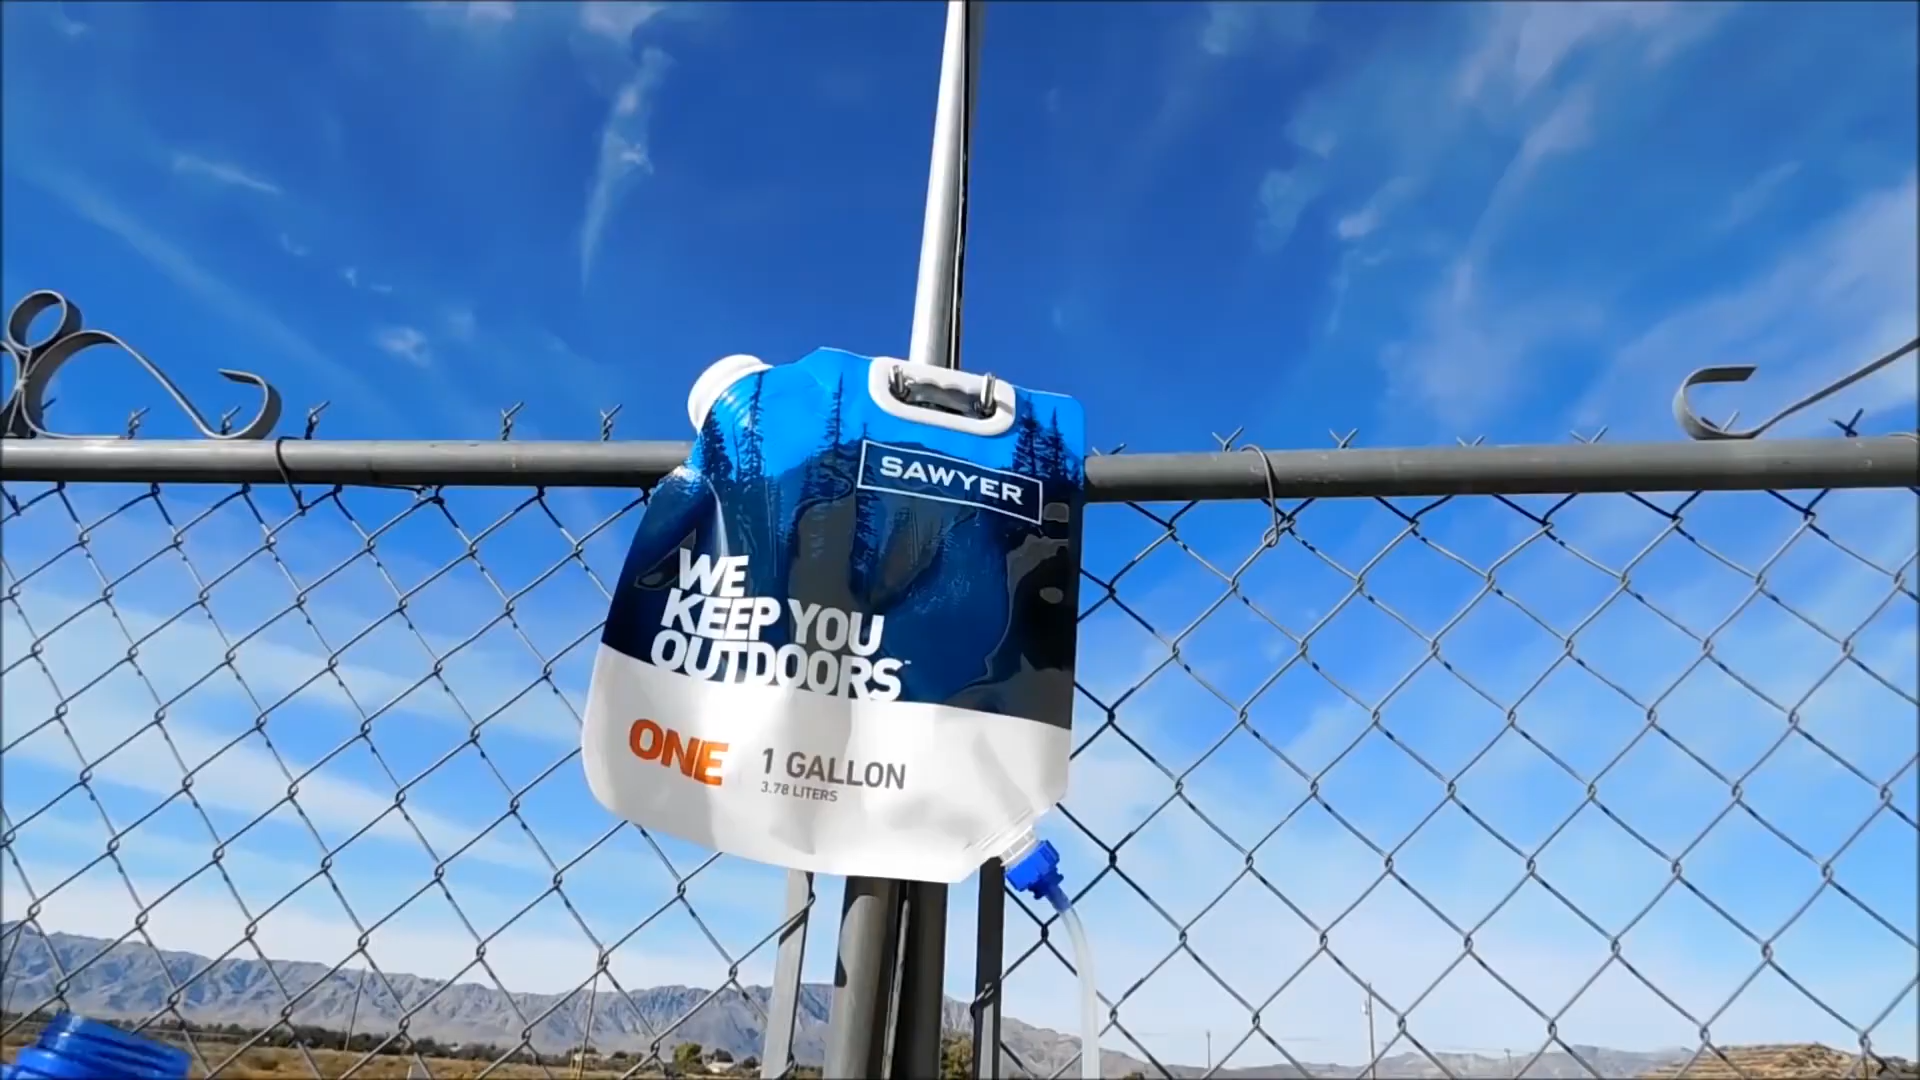 SAWYER
WE
KEEP YOU
OUTDOORS™
ONE
1 GALLON
3.78 LITERS